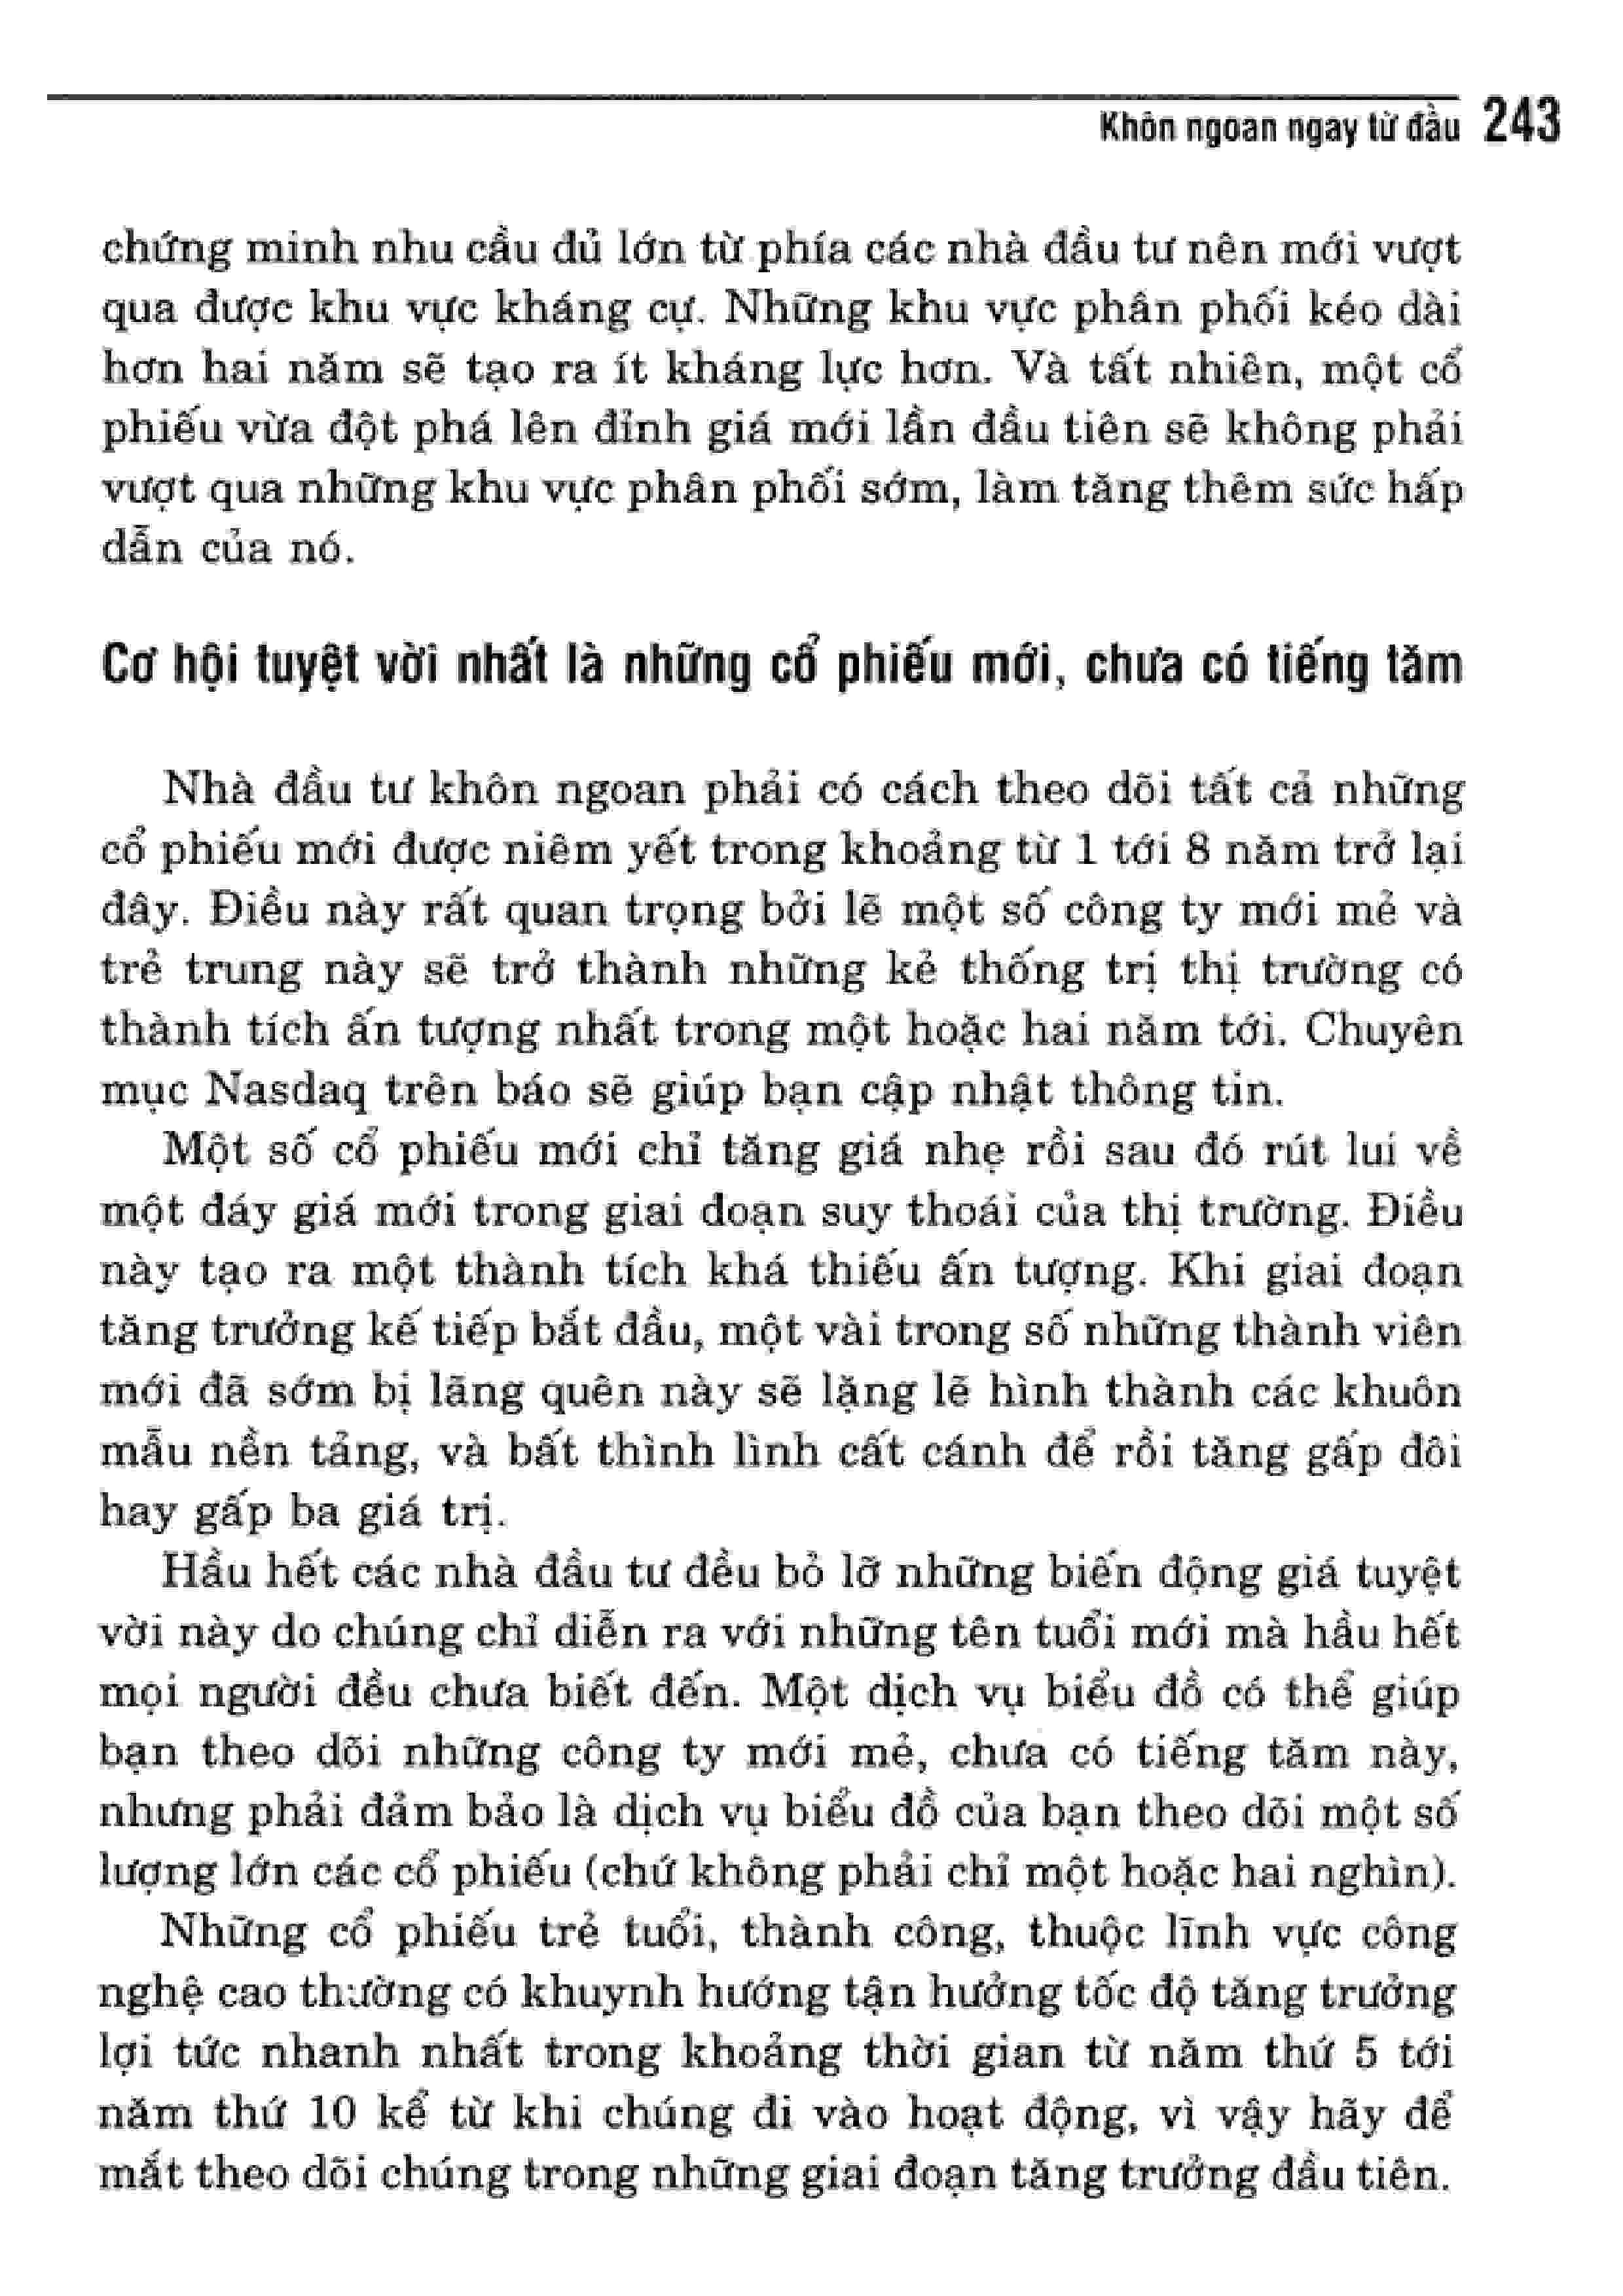 Khôn ngoan ngay từ đầu 243
chứng minh nhu cầu đủ lớn từ phía các nhà đầu tư nên mới vượt
qua được khu vực kháng cự. Những khu vực phân phối kéo dài
hơn hai năm sẽ tạo ra ít kháng lực hơn. Và tất nhiên, một cổ
phiếu vừa đột phá lên đỉnh giá mới lần đầu tiên sẽ không phải
vượt qua những khu vực phân phối sớm, làm tăng thêm sức hấp
dẫn của nó.
Cơ hội tuyệt vời nhất là những cổ phiếu mới, chưa có tiếng tăm
Nhà đầu tư khôn ngoan phải có cách theo dõi tất cả những
cổ phiếu mới được niêm yết trong khoảng từ 1 tới 8 năm trở lại
đây. Điều này rất quan trọng bởi lẽ một số công ty mới mẻ và
trẻ trung này sẽ trở thành những kẻ thống trị thị trường có
thành tích ấn tượng nhất trong một hoặc hai năm tới. Chuyên
mục Nasdaq trên báo sẽ giúp bạn cập nhật thông tin.
Một số cổ phiếu mới chỉ tăng giá nhẹ rồi sau đó rút lui về
một đáy giá mới trong giai đoạn suy thoái của thị trường. Điều
này tạo ra một thành tích khá thiếu ấn tượng. Khi giai đoạn
tăng trưởng kế tiếp bắt đầu, một vài trong số những thành viên
mới đã sớm bị lãng quên này sẽ lặng lẽ hình thành các khuôn
mẫu nền tảng, và bất thình lình cất cánh để rồi tăng gấp đôi
hay gấp ba giá trị.
Hầu hết các nhà đầu tư đều bỏ lỡ những biến động giá tuyệt
vời này do chúng chỉ diễn ra với những tên tuổi mới mà hầu hết
mọi người đều chưa biết đến. Một dịch vụ biểu đồ có thể giúp
bạn theo dõi những công ty mới mẻ, chưa có tiếng tăm này,
nhưng phải đảm bảo là dịch vụ biểu đồ của bạn theo dõi một số
lượng lớn các cổ phiếu (chứ không phải chỉ một hoặc hai nghìn).
Những cổ phiếu trẻ tuổi, thành công, thuộc lĩnh vực công
nghệ cao thường có khuynh hướng tận hưởng tốc độ tăng trưởng
lợi tức nhanh nhất trong khoảng thời gian từ năm thứ 5 tới
năm thứ 10 kể từ khi chúng đi vào hoạt động, vì vậy hãy để
mắt theo dõi chúng trong những giai đoạn tăng trưởng đầu tiên.